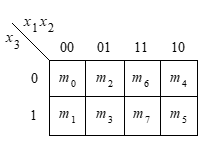 x₁x₂
x₃
00 01 11 10
0 m₀ m₂ m₆ m₄
1 m₁ m₃ m₇ m₅